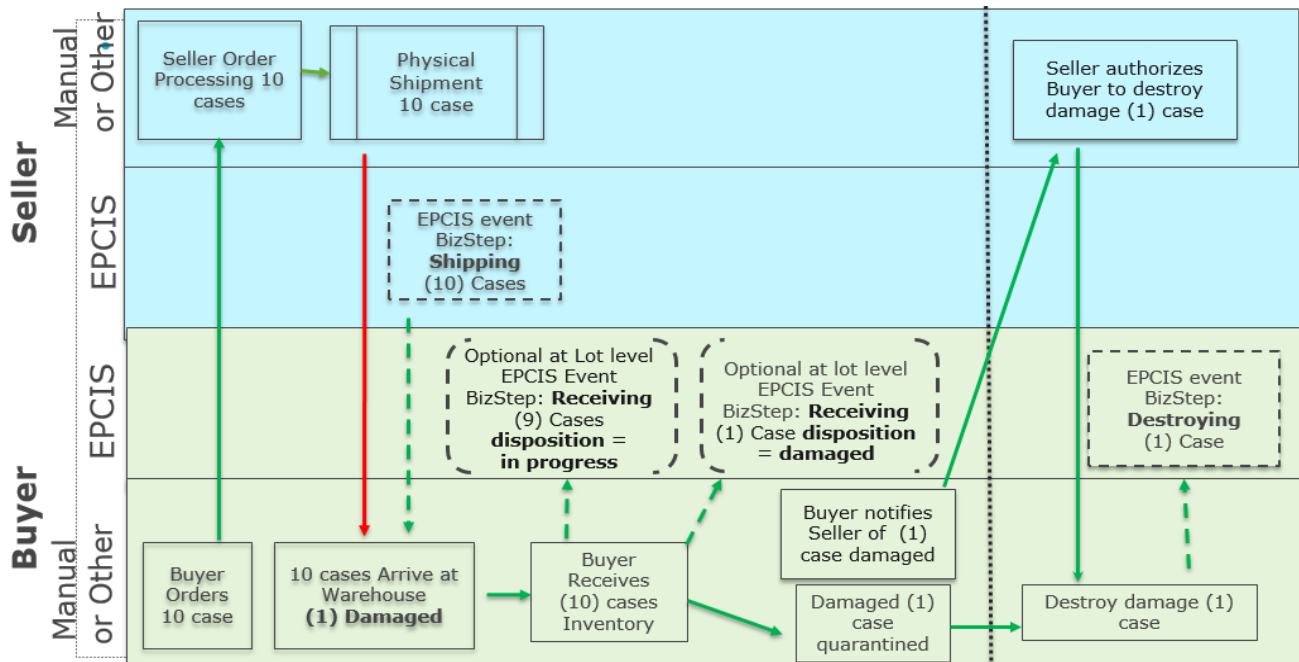 Seller
Manual
or Other
EPCIS
Buyer
EPCIS
Manual
or Other
Seller Order
Processing 10
cases
Physical
Shipment
10 case
Seller authorizes
Buyer to destroy
damage (1) case
EPCIS event
BizStep:
Shipping
(10) Cases
Optional at Lot level
EPCIS Event
BizStep: Receiving
(9) Cases
disposition =
in progress
Optional at lot level
EPCIS Event
BizStep: Receiving
(1) Case disposition
= damaged
EPCIS event
BizStep:
Destroying
(1) Case
Buyer
Orders
10 case
10 cases Arrive at
Warehouse
(1) Damaged
Buyer
Receives
(10) cases
Inventory
Buyer notifies
Seller of (1)
case damaged
Damaged (1)
case
quarantined
Destroy damage (1)
case